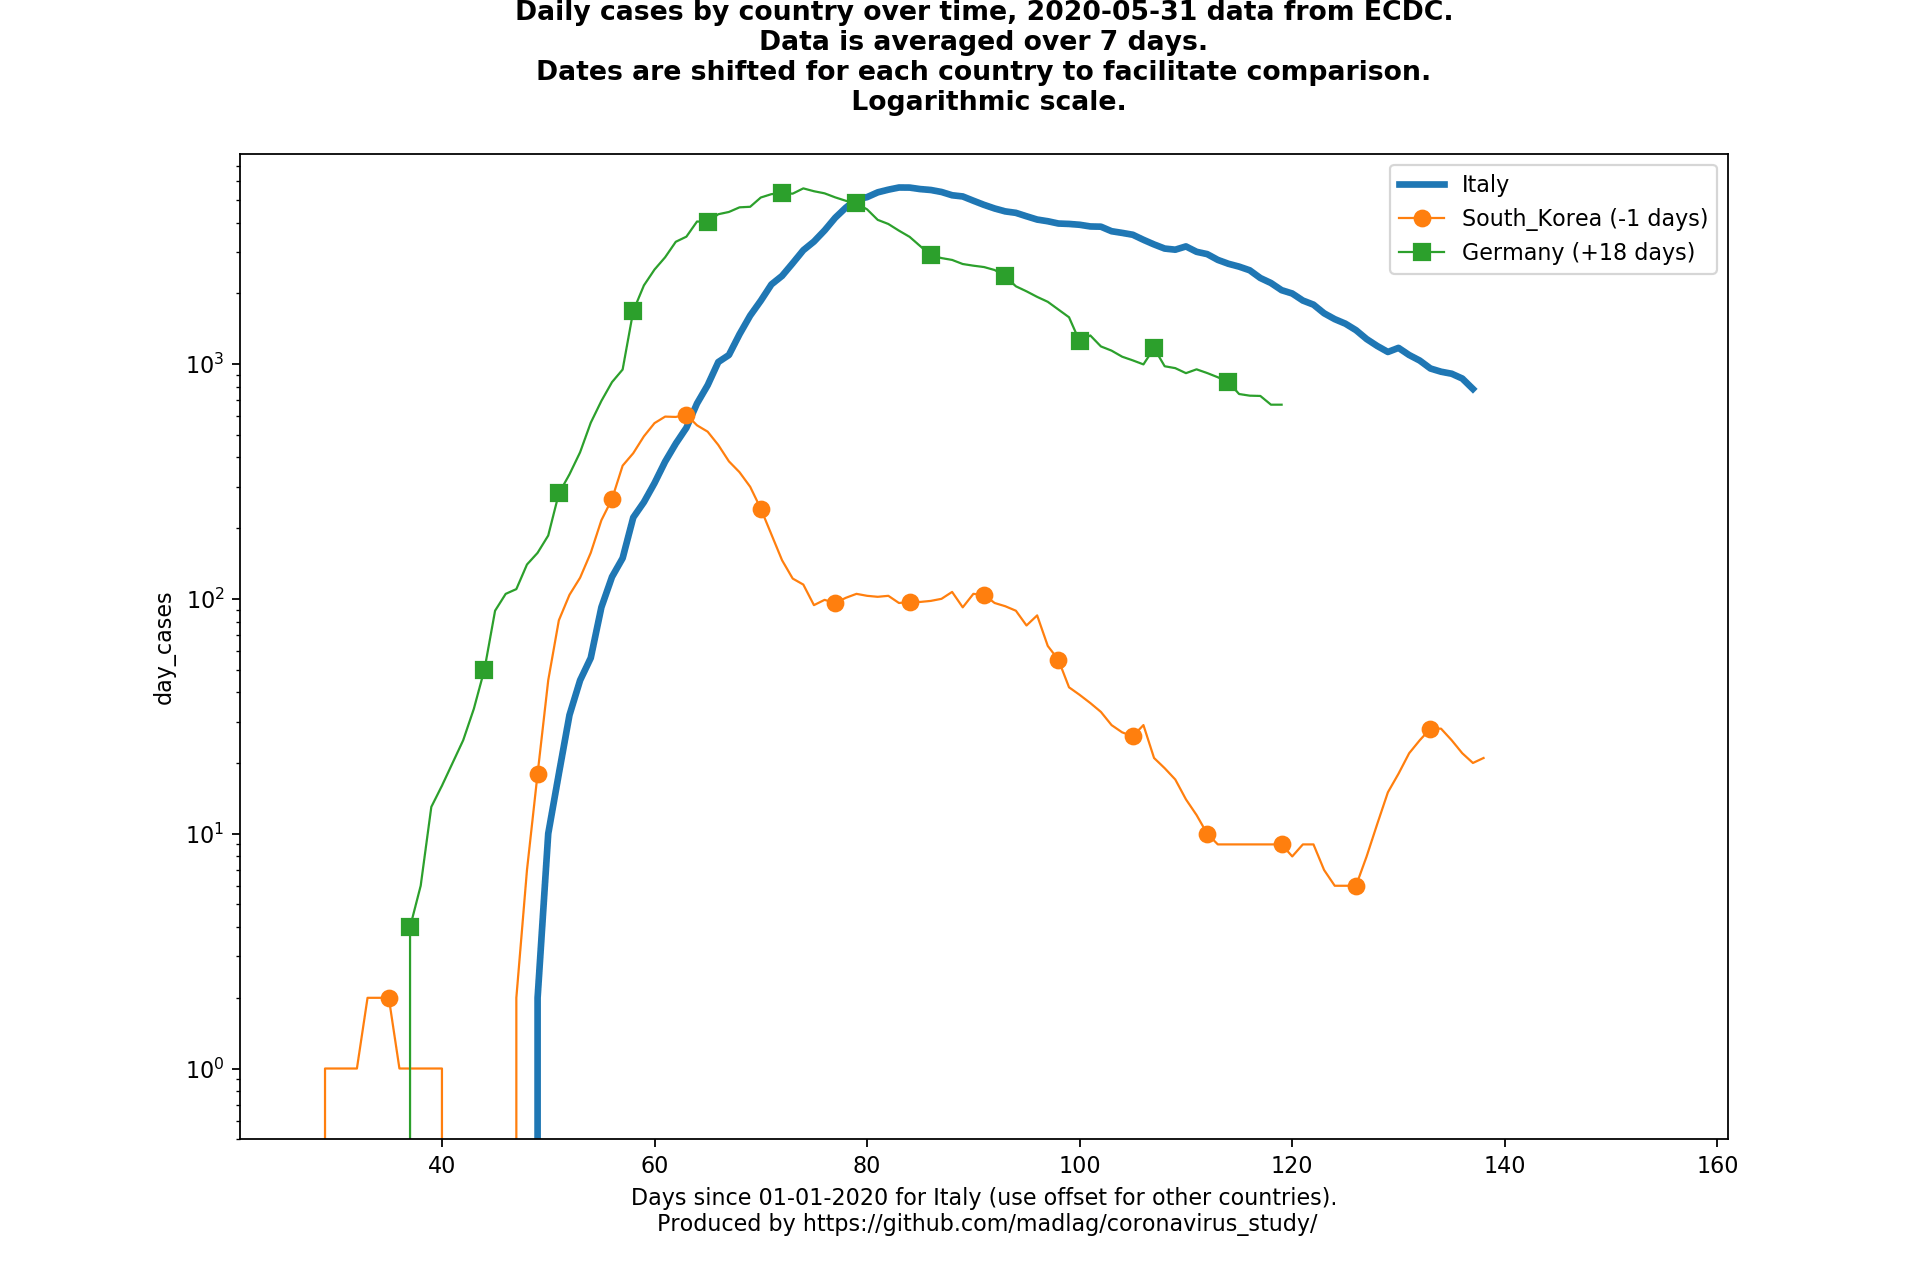 Daily cases by country over time, 2020-05-31 data from ECDC.
Data is averaged over 7 days.
Dates are shifted for each country to facilitate comparison.
Logarithmic scale.
Italy
South_Korea (-1 days)
Germany (+18 days)
10³
10²
10¹
10⁰
day_cases
40 60 80 100 120 140 160
Days since 01-01-2020 for Italy (use offset for other countries).
Produced by https://github.com/madlag/coronavirus_study/